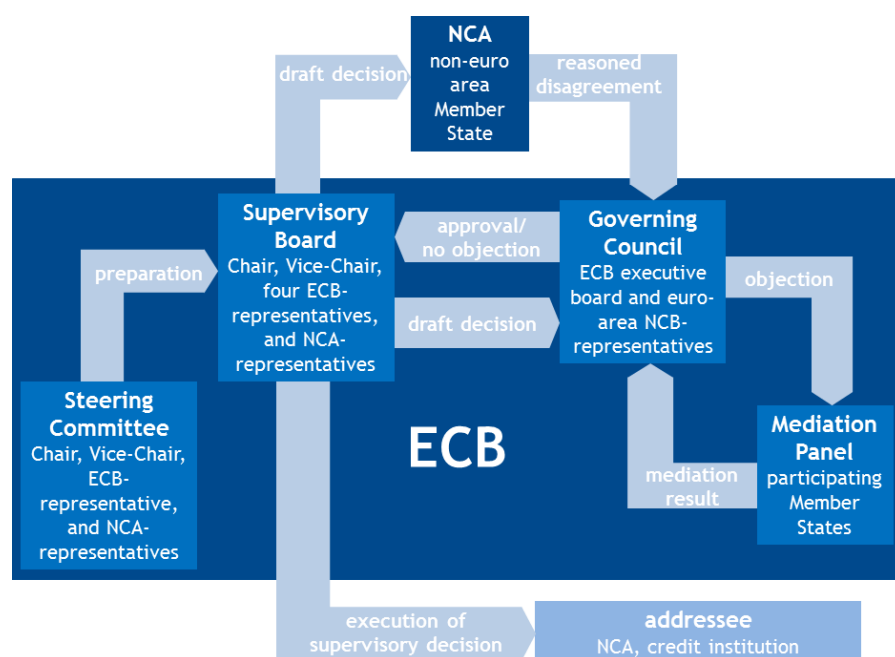 NCA
non-euro
area
Member
State
draft decision
reasoned
disagreement
Supervisory
Board
Chair, Vice-Chair,
four ECB-
representatives,
and NCA-
representatives
approval/
no objection
Governing
Council
ECB executive
board and euro-
area NCB-
representatives
preparation
draft decision
objection
Steering
Committee
Chair, Vice-Chair,
ECB-
representative,
and NCA-
representatives
ECB
mediation
result
Mediation
Panel
participating
Member
States
execution of
supervisory decision
addressee
NCA, credit institution